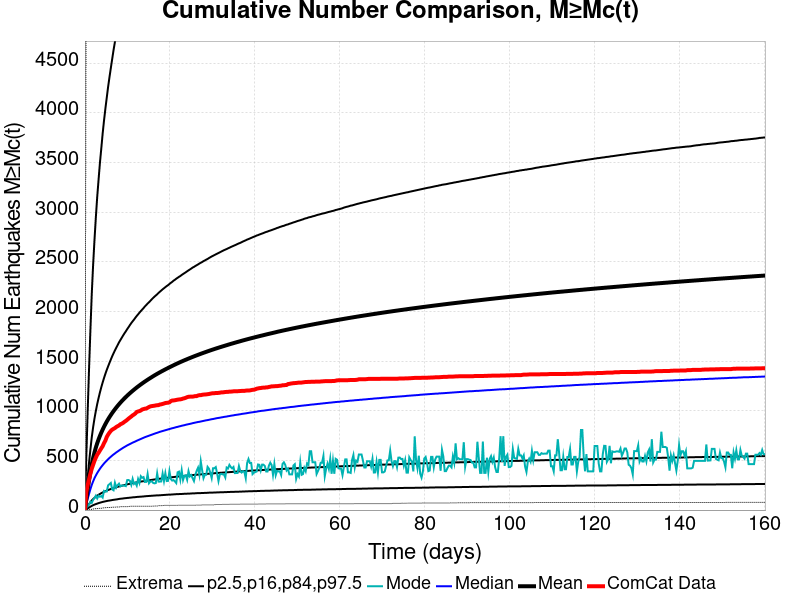 Cumulative Number Comparison, M≥Mc(t)
Cumulative Num Earthquakes M≥Mc(t)
4500
4000
3500
3000
2500
2000
1500
1000
500
0
0 20 40 60 80 100 120 140 160
Time (days)
Extrema p2.5,p16,p84,p97.5 Mode Median Mean ComCat Data